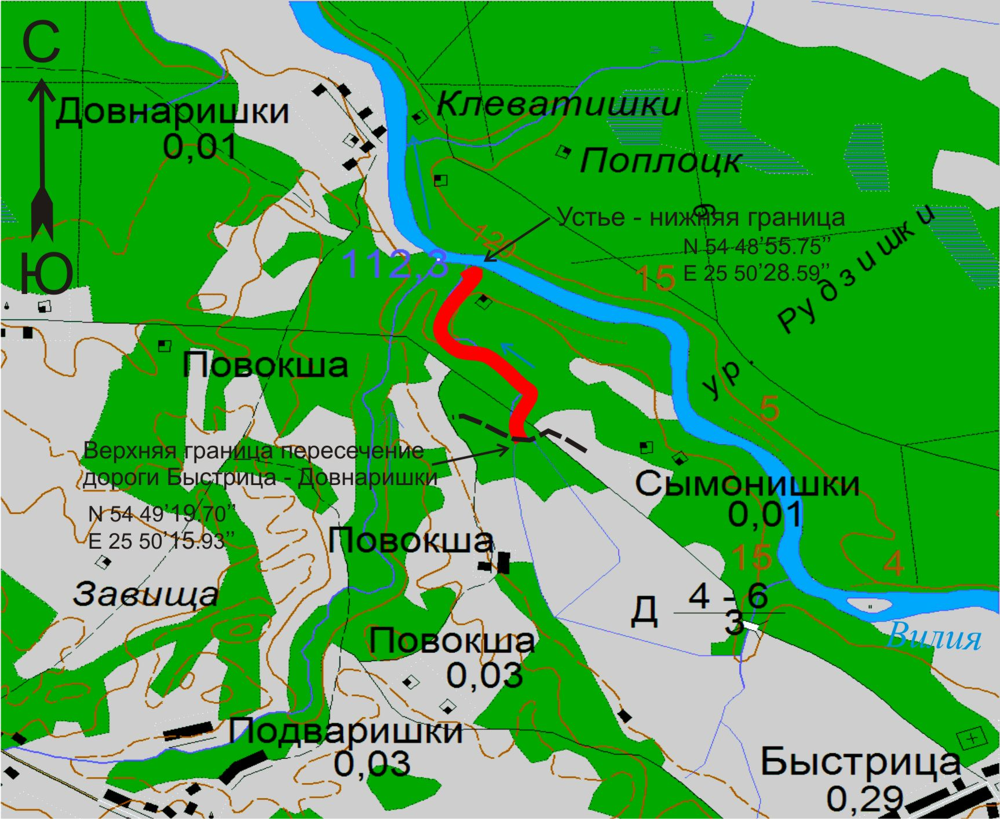 С
Довнаришки
0,01
Ю
Клеватишки
Поплоцк
9
Устье - нижняя граница
N 54 48’55.75’’
E 25 50’28.59’’
120
112,3
15
ур. Рудзишки
Повокша
5
Верхняя граница пересечение
дороги Быстрица - Довнаришки
N 54 49’19.70’’
E 25 50’15.93’’
Сымонишки
0,01
Повокша
15
4
Завища
Д 4 - 6
3
Вилия
Повокша
0,03
Подваришки
0,03
Быстрица
0,29